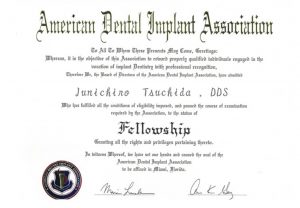 American Dental Implant Association
To All To Whom These Presents May Come, Greetings:
Whereas, it is the objective of this Association to reward properly qualified individuals engaged in the
vocation of implant Dentistry with professional recognition,
Therefore We, the Board of Directors of the American Dental Implant Association, have admitted
Junichiro Tsuchida, DDS
Who has fulfilled all the conditions of eligibility imposed, and passed the course of examination
required by the Association, to the status of
Fellowship
Granting all the rights and privileges pertaining thereto.
In witness Whereof, we have set our hands and caused the seal of the
American Dental Implant Association
to be affixed in Miami, Florida.